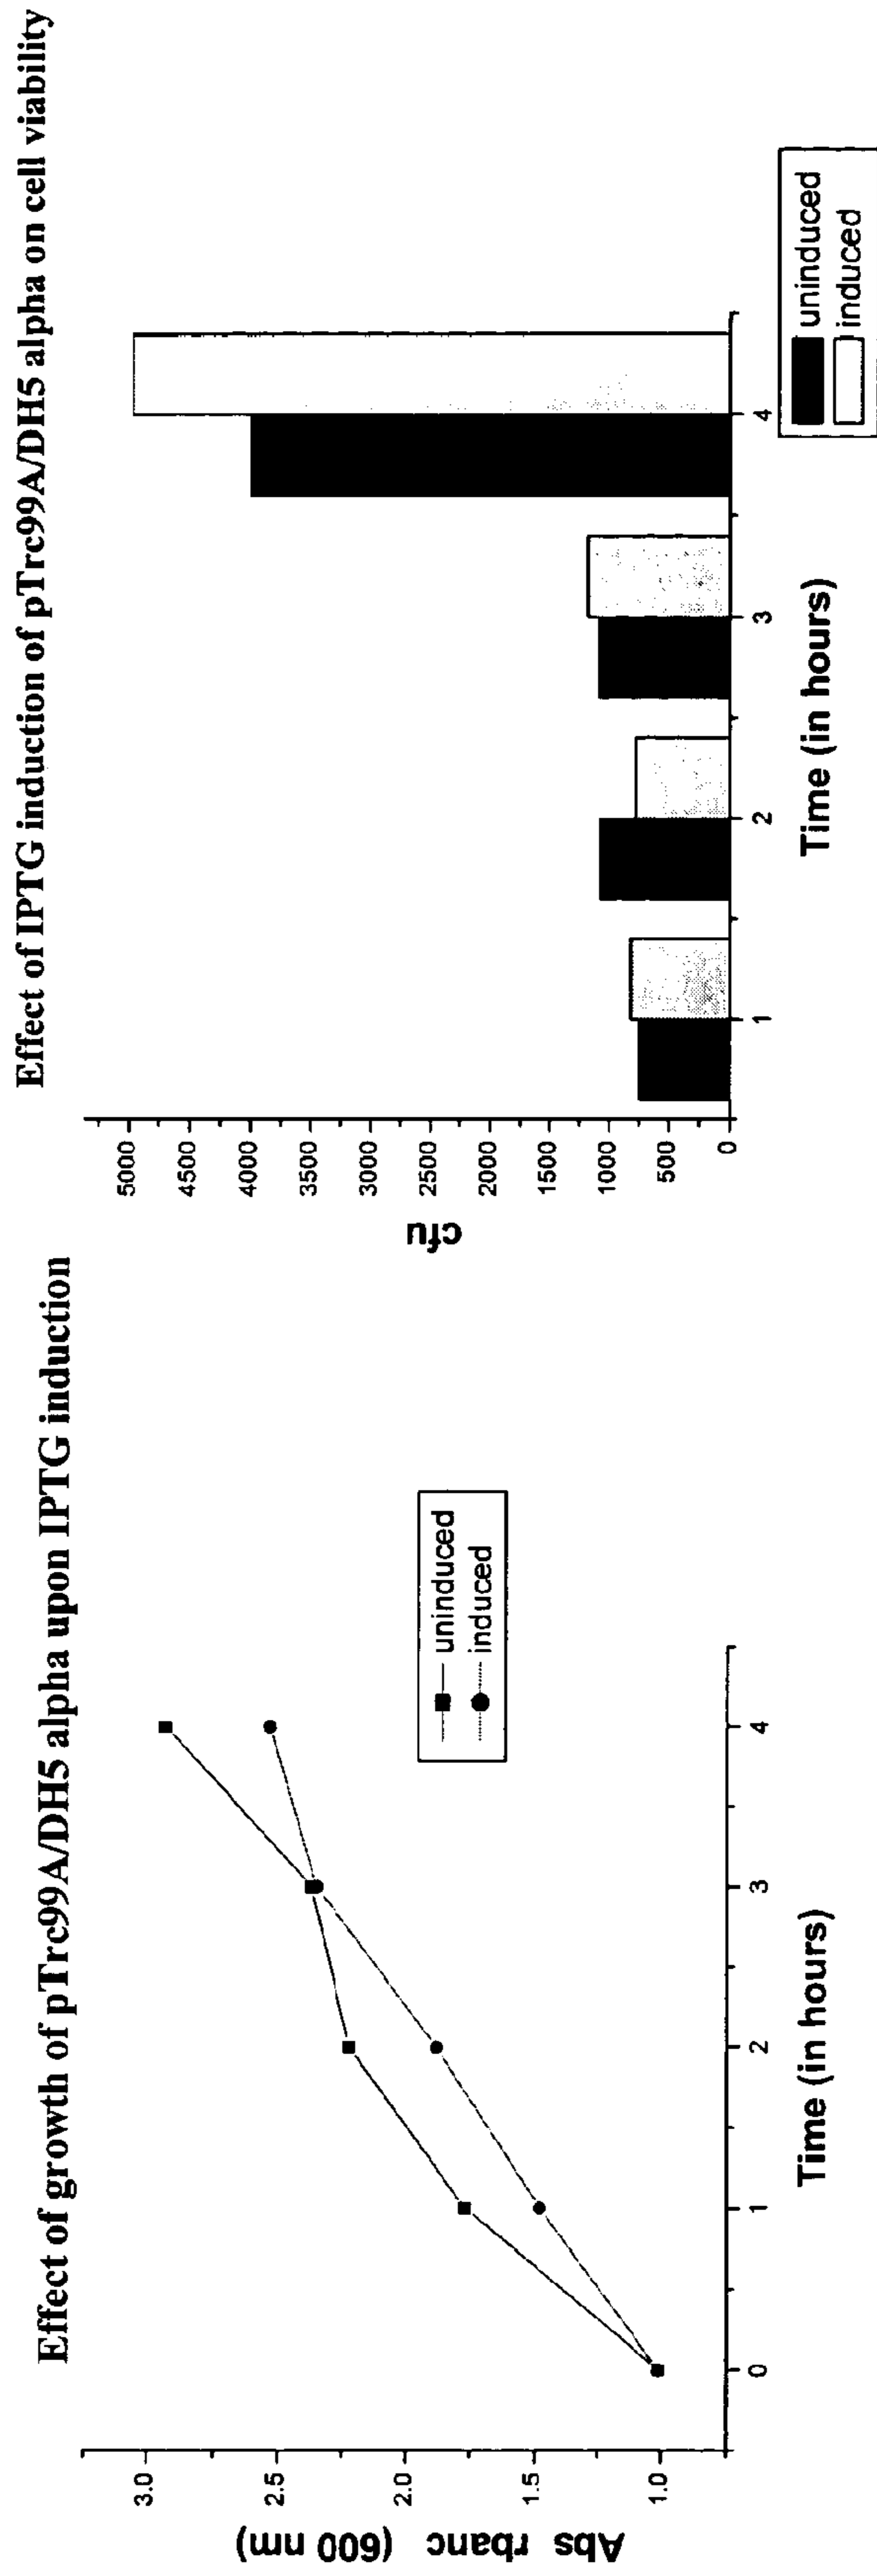 Effect of growth of pTrc99A/DH5 alpha upon IPTG induction
3.0
2.5
2.0
1.5
1.0
Abs rbanc (600 nm)
0
1
2
3
4
Time (in hours)
uninduced
induced
Effect of IPTG induction of pTrc99A/DH5 alpha on cell viability
5000
4500
4000
3500
3000
2500
2000
1500
1000
500
0
cfu
1
2
3
4
Time (in hours)
uninduced
induced